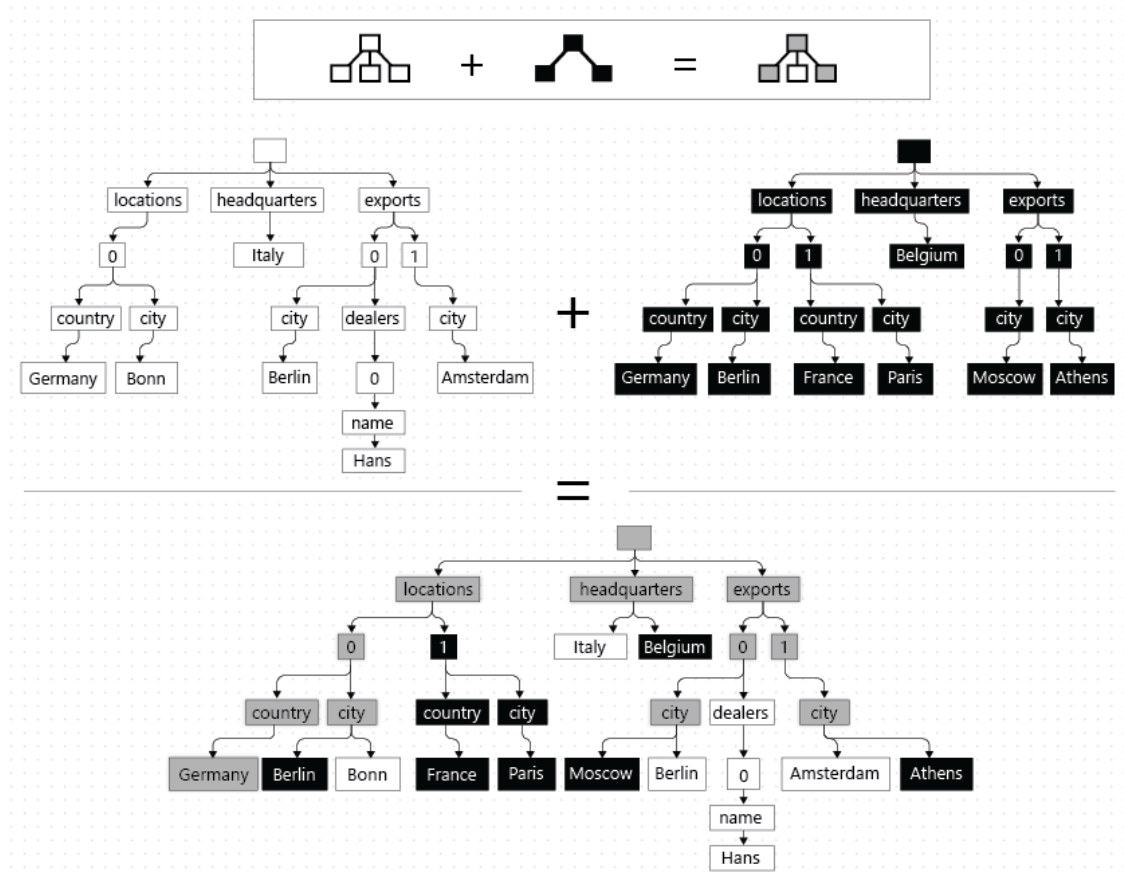 + =
locations headquarters exports
0 Italy 0 1
country city city dealers city
Germany Bonn Berlin 0 Amsterdam
name
Hans
+
locations headquarters exports
0 1 Belgium 0 1
country city country city city city
Germany Berlin France Paris Moscow Athens
=
locations headquarters exports
0 1 Italy Belgium 0 1
country city country city city dealers city
Germany Berlin Bonn France Paris Moscow Berlin 0 Amsterdam Athens
name
Hans